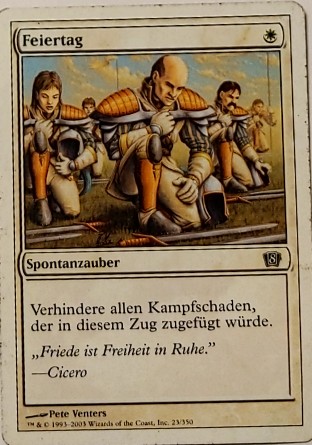 Feiertag
Spontanzauber
8
Verhindere allen Kampfschaden,
der in diesem Zug zugefügt würde.
„Friede ist Freiheit in Ruhe.”
—Cicero
Pete Venters
™ & © 1993–2003 Wizards of the Coast, Inc. 23/350